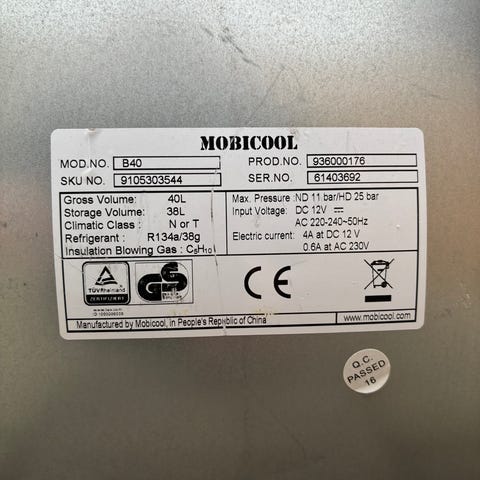 MOBICOOL
MOD.NO. B40 PROD.NO. 936000176
SKU NO. 9105303544 SER.NO. 61403692
Gross Volume: 40L
Storage Volume: 38L
Climatic Class : N or T
Refrigerant : R134a/38g
Insulation Blowing Gas : C₅H₁₀
Max. Pressure :ND 11 bar/HD 25 bar
Input Voltage: DC 12V
AC 220-240~50Hz
Electric current: 4A at DC 12 V
0.6A at AC 230V
TÜVRheinland
ZERTIFIZIERT
GS
CE
Manufactured by Mobicool, in People's Republic of China
www.mobicool.com
Q.C.
PASSED
16